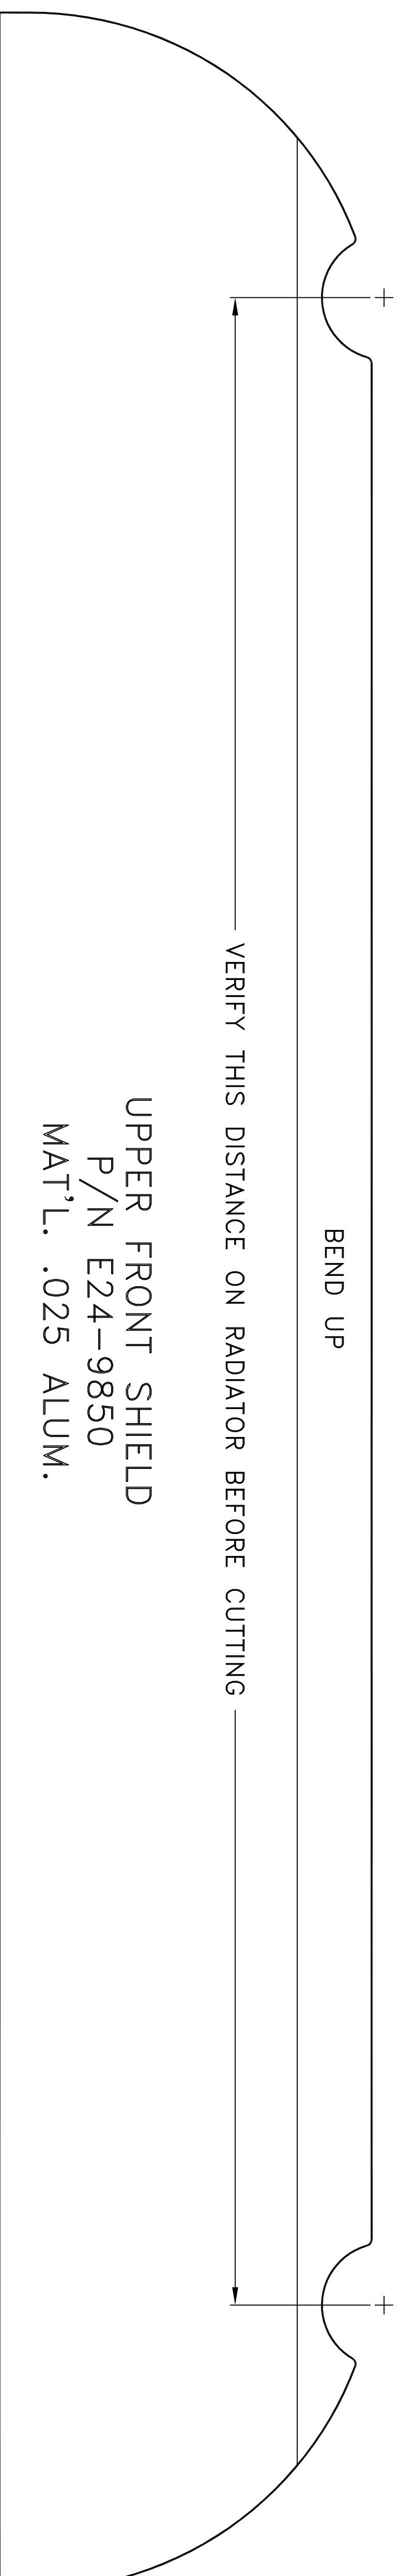 BEND UP
VERIFY THIS DISTANCE ON RADIATOR BEFORE CUTTING
UPPER FRONT SHIELD
P/N E24-9850
MAT'L. .025 ALUM.